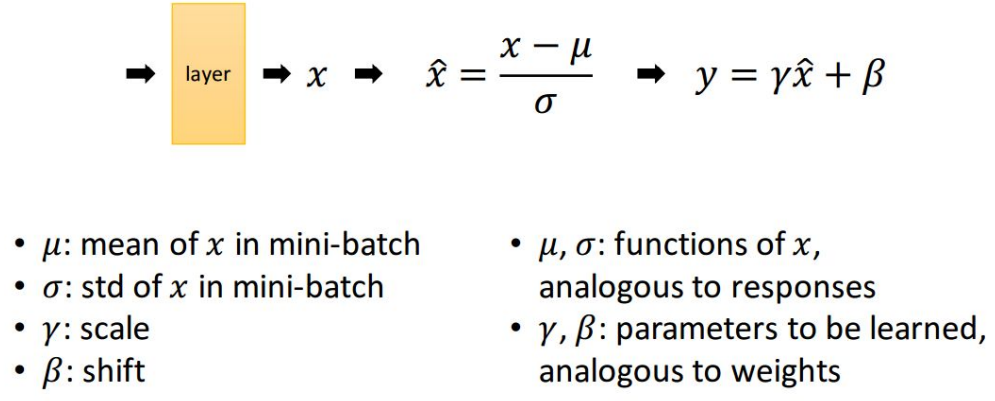 ➡ layer ➡ x ➡ x̂ = (x − μ) / σ ➡ y = γx̂ + β
• μ: mean of x in mini-batch
• σ: std of x in mini-batch
• γ: scale
• β: shift
• μ, σ: functions of x,
analogous to responses
• γ, β: parameters to be learned,
analogous to weights